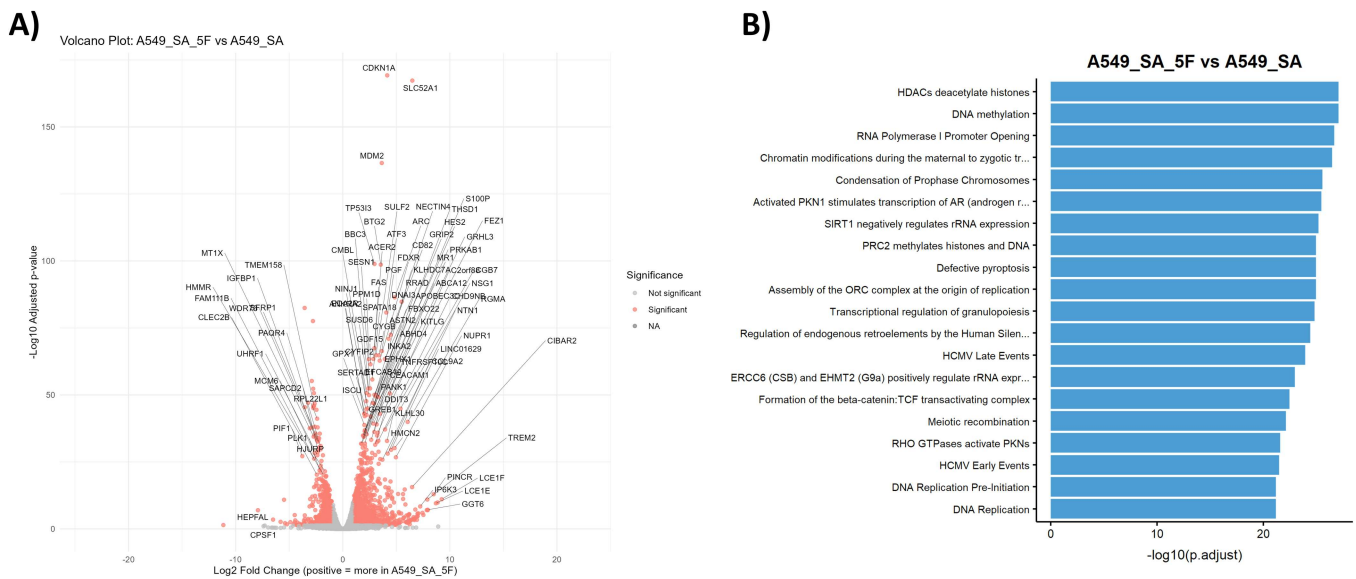 A)
Volcano Plot: A549_SA_5F vs A549_SA
CDKN1A
SLC52A1
150
MDM2
S100P
TP53I3
SULF2
NECTIN4
THSD1
BTG2
ARC
HES2
FEZ1
BBC3
ATF3
GRIP2
GRHL3
CMBL
ACER2
CD82
PRKAB1
MT1X
SESN1
FDXR
MR1
100
TMEM158
PGF
KLHDC7A
C2orf88
CGB7
IGFBP1
FAS
RRAD
ABCA12
NSG1
HMMR
NINJ1
PPM1D
DNAI3
APOBEC3C
CHD9NB
RGMA
FAM111B
SFRP1
SPATA18
FBXO22
NTN1
WDR76
SUSD6
ASTN2
KITLG
CLEC2B
CYGB
PAQR4
GDF15
ABHD4
NUPR1
UHRF1
GPX1
CYFIP2
INKA2
LINC01629
CIBAR2
EPHX1
COL9A2
SERTAD1
CEACAM1
MCM6
SAPCD2
ISCU
PANK1
50
RPL22L1
DDIT3
GREB1
KLHL30
PIF1
PLK1
HMCN2
TREM2
HJURP
PINCR
LCE1F
IP6K3
LCE1E
GGT6
HEPFAL
0
CPSF1
-20
-10
0
10
20
-Log10 Adjusted p-value
Log2 Fold Change (positive = more in A549_SA_5F)
Significance
Not significant
Significant
NA
B)
A549_SA_5F vs A549_SA
HDACs deacetylate histones
DNA methylation
RNA Polymerase I Promoter Opening
Chromatin modifications during the maternal to zygotic tr...
Condensation of Prophase Chromosomes
Activated PKN1 stimulates transcription of AR (androgen r...
SIRT1 negatively regulates rRNA expression
PRC2 methylates histones and DNA
Defective pyroptosis
Assembly of the ORC complex at the origin of replication
Transcriptional regulation of granulopoiesis
Regulation of endogenous retroelements by the Human Silen...
HCMV Late Events
ERCC6 (CSB) and EHMT2 (G9a) positively regulate rRNA expr...
Formation of the beta-catenin:TCF transactivating complex
Meiotic recombination
RHO GTPases activate PKNs
HCMV Early Events
DNA Replication Pre-Initiation
DNA Replication
0
10
20
-log10(p.adjust)